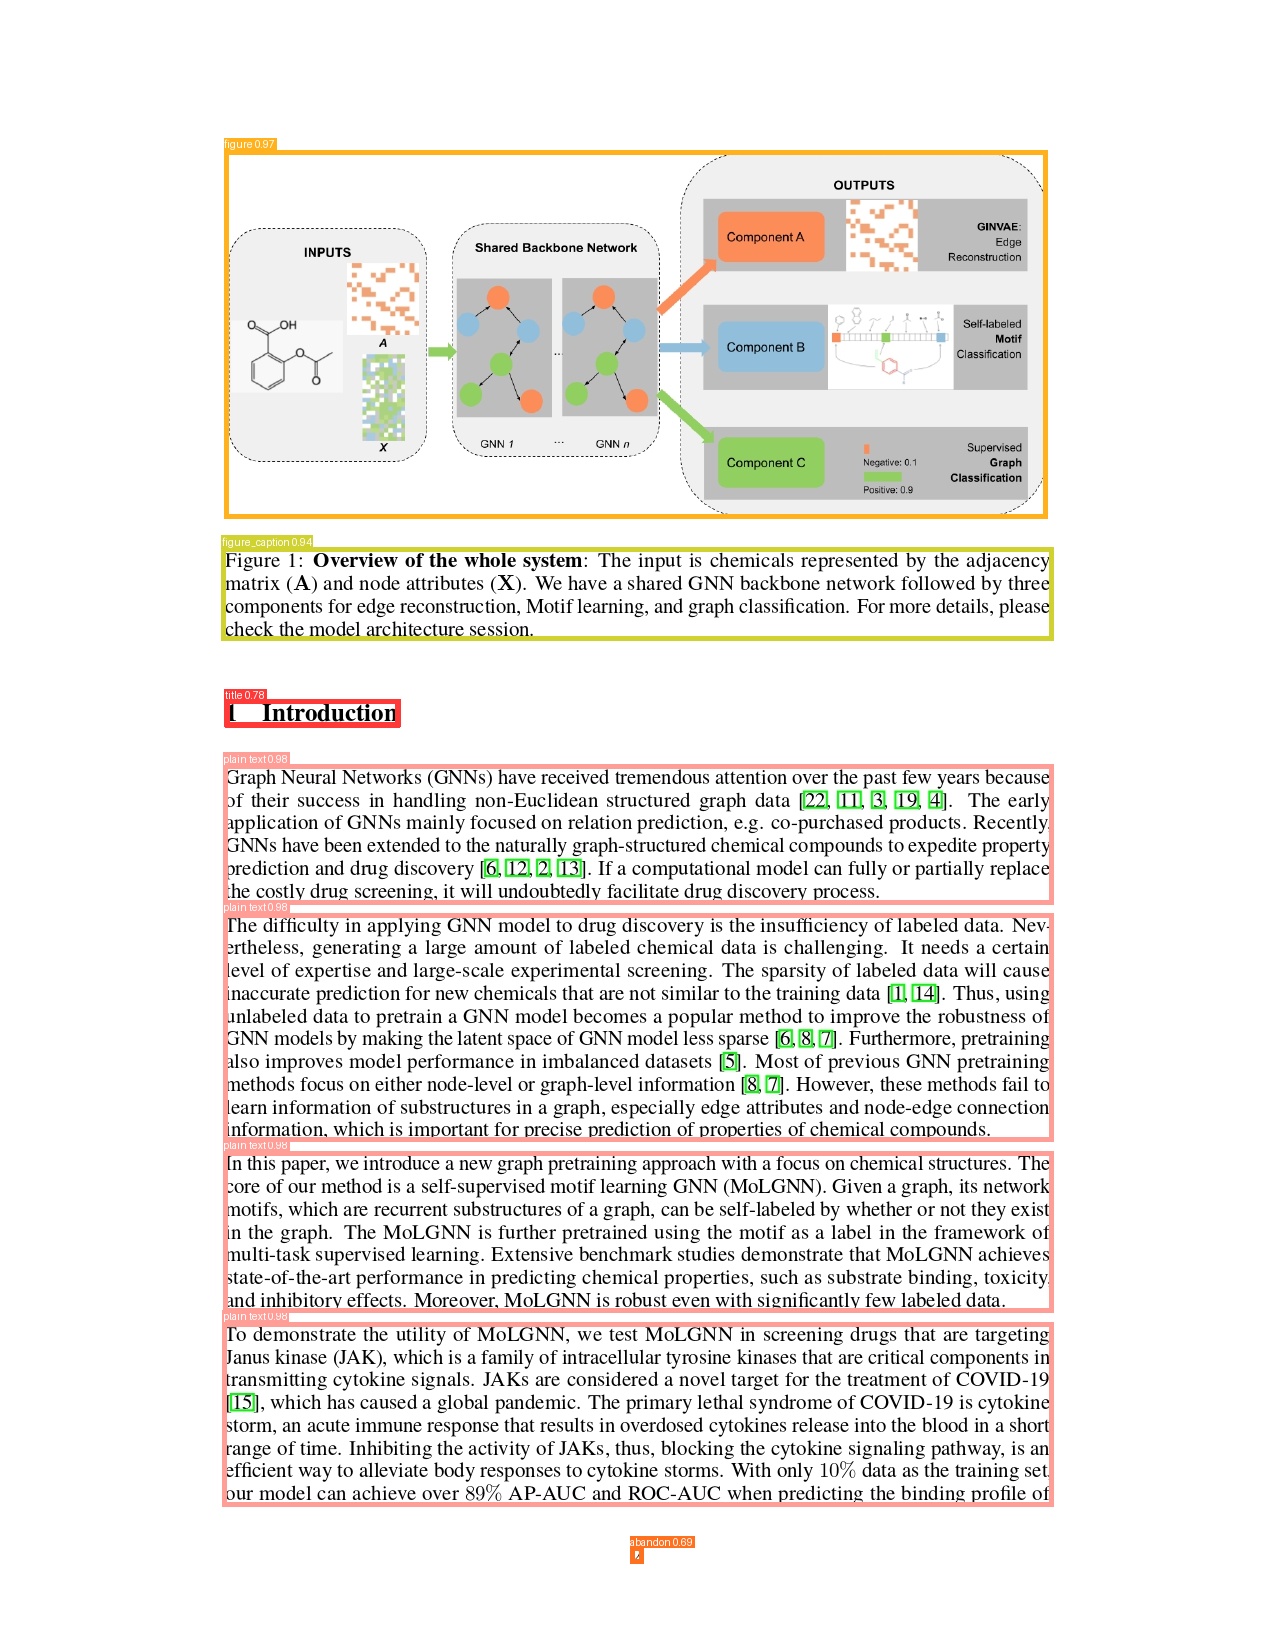 figure 0.97
OUTPUTS
INPUTS
Shared Backbone Network
Component A
GINVAE:
Edge
Reconstruction
O
OH
O
O
A
X
...
GNN 1
...
GNN n
Component B
Self-labeled
Motif
Classification
Component C
Negative: 0.1
Positive: 0.9
Supervised
Graph
Classification
figure_caption 0.94
Figure 1: Overview of the whole system: The input is chemicals represented by the adjacency
matrix (A) and node attributes (X). We have a shared GNN backbone network followed by three
components for edge reconstruction, Motif learning, and graph classification. For more details, please
check the model architecture session.
title 0.78
1 Introduction
plain text 0.98
Graph Neural Networks (GNNs) have received tremendous attention over the past few years because
of their success in handling non-Euclidean structured graph data [22, 11, 3, 19, 4]. The early
application of GNNs mainly focused on relation prediction, e.g. co-purchased products. Recently,
GNNs have been extended to the naturally graph-structured chemical compounds to expedite property
prediction and drug discovery [6, 12, 2, 13]. If a computational model can fully or partially replace
the costly drug screening, it will undoubtedly facilitate drug discovery process.
plain text 0.98
The difficulty in applying GNN model to drug discovery is the insufficiency of labeled data. Nev-
ertheless, generating a large amount of labeled chemical data is challenging. It needs a certain
level of expertise and large-scale experimental screening. The sparsity of labeled data will cause
inaccurate prediction for new chemicals that are not similar to the training data [1, 14]. Thus, using
unlabeled data to pretrain a GNN model becomes a popular method to improve the robustness of
GNN models by making the latent space of GNN model less sparse [6, 8, 7]. Furthermore, pretraining
also improves model performance in imbalanced datasets [5]. Most of previous GNN pretraining
methods focus on either node-level or graph-level information [8, 7]. However, these methods fail to
learn information of substructures in a graph, especially edge attributes and node-edge connection
information, which is important for precise prediction of properties of chemical compounds.
plain text 0.98
In this paper, we introduce a new graph pretraining approach with a focus on chemical structures. The
core of our method is a self-supervised motif learning GNN (MoLGNN). Given a graph, its network
motifs, which are recurrent substructures of a graph, can be self-labeled by whether or not they exist
in the graph. The MoLGNN is further pretrained using the motif as a label in the framework of
multi-task supervised learning. Extensive benchmark studies demonstrate that MoLGNN achieves
state-of-the-art performance in predicting chemical properties, such as substrate binding, toxicity,
and inhibitory effects. Moreover, MoLGNN is robust even with significantly few labeled data.
plain text 0.98
To demonstrate the utility of MoLGNN, we test MoLGNN in screening drugs that are targeting
Janus kinase (JAK), which is a family of intracellular tyrosine kinases that are critical components in
transmitting cytokine signals. JAKs are considered a novel target for the treatment of COVID-19
[15], which has caused a global pandemic. The primary lethal syndrome of COVID-19 is cytokine
storm, an acute immune response that results in overdosed cytokines release into the blood in a short
range of time. Inhibiting the activity of JAKs, thus, blocking the cytokine signaling pathway, is an
efficient way to alleviate body responses to cytokine storms. With only 10% data as the training set,
our model can achieve over 89% AP-AUC and ROC-AUC when predicting the binding profile of
abandon 0.69